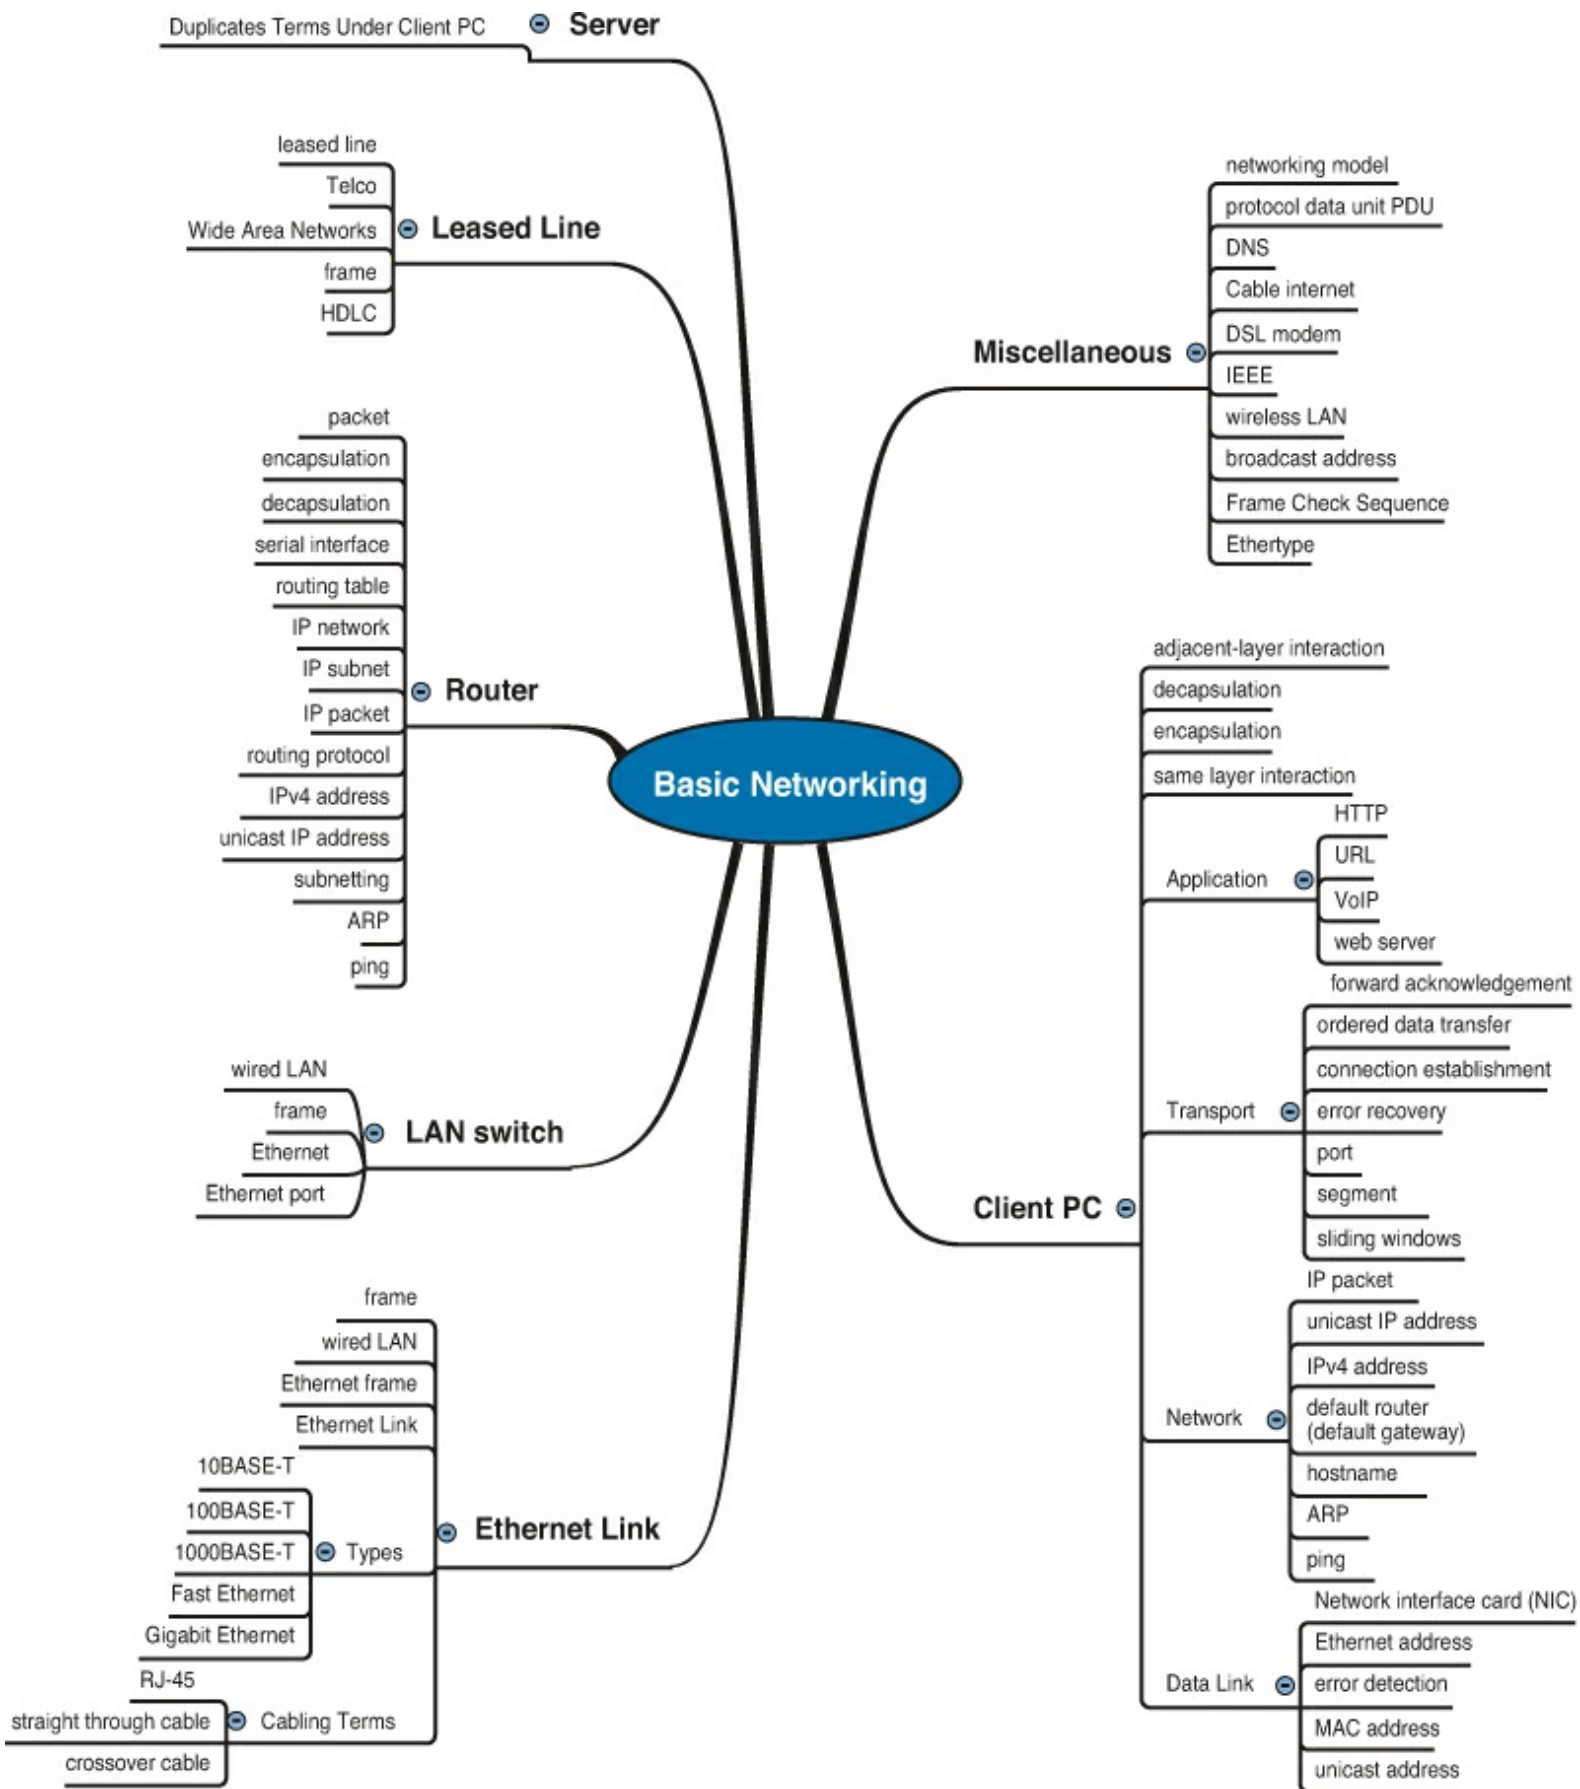 Duplicates Terms Under Client PC
Server
leased line
Telco
Wide Area Networks
frame
HDLC
Leased Line
packet
encapsulation
decapsulation
serial interface
routing table
IP network
IP subnet
IP packet
routing protocol
IPv4 address
unicast IP address
subnetting
ARP
ping
Router
wired LAN
frame
Ethernet
Ethernet port
LAN switch
frame
wired LAN
Ethernet frame
Ethernet Link
10BASE-T
100BASE-T
1000BASE-T
Fast Ethernet
Gigabit Ethernet
Types
RJ-45
straight through cable
crossover cable
Cabling Terms
Ethernet Link
Basic Networking
Miscellaneous
networking model
protocol data unit PDU
DNS
Cable internet
DSL modem
IEEE
wireless LAN
broadcast address
Frame Check Sequence
Ethertype
Client PC
adjacent-layer interaction
decapsulation
encapsulation
same layer interaction
Application
HTTP
URL
VoIP
web server
Transport
forward acknowledgement
ordered data transfer
connection establishment
error recovery
port
segment
sliding windows
Network
IP packet
unicast IP address
IPv4 address
default router
(default gateway)
hostname
ARP
ping
Data Link
Network interface card (NIC)
Ethernet address
error detection
MAC address
unicast address